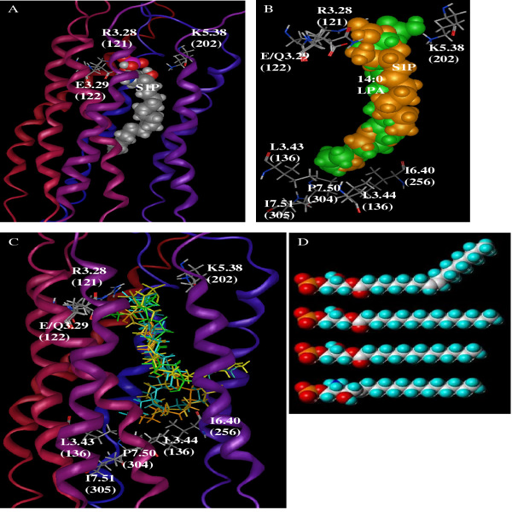 A
R3.28
(121)
K5.38
(202)
E3.29
(122)
S1P
B
R3.28
(121)
K5.38
(202)
E/Q3.29
(122)
S1P
14:0
LPA
L3.43
(136)
I6.40
(256)
P7.50
(304)
L3.44
(136)
I7.51
(305)
C
R3.28
(121)
K5.38
(202)
E/Q3.29
(122)
I6.40
(256)
L3.43
(136)
L3.44
(136)
P7.50
(304)
I7.51
(305)
D